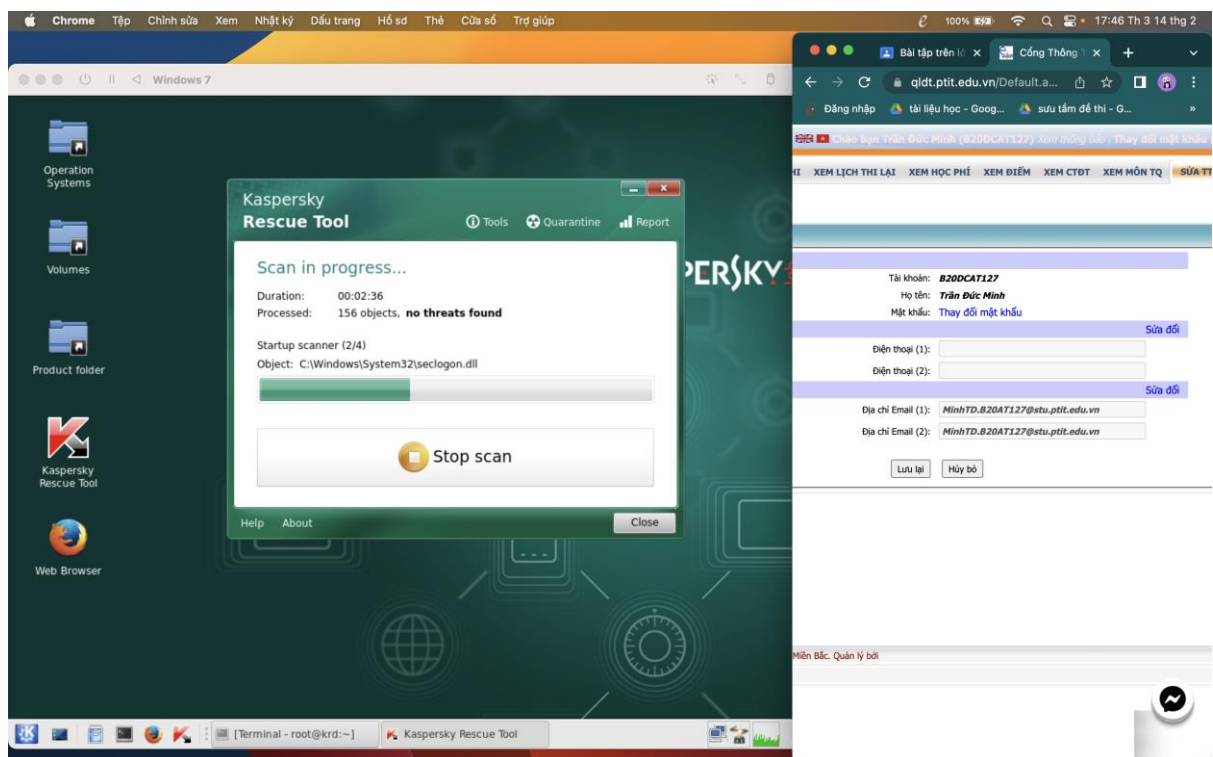 Chrome Tệp Chỉnh sửa Xem Nhật ký Dấu trang Hồ sơ Thẻ Cửa sổ Trợ giúp
100% 17:46 Th 3 14 thg 2
Windows 7
Operation
Systems
Volumes
Product folder
Kaspersky
Rescue Tool
Web Browser
Kaspersky
Rescue Tool
Tools Quarantine Report
Scan in progress...
Duration: 00:02:36
Processed: 156 objects, no threats found
Startup scanner (2/4)
Object: C:\Windows\System32\seclogon.dll
Stop scan
Help About Close
PERSKY
[Terminal - root@krd:~] Kaspersky Rescue Tool
Bài tập trên lớ Cổng Thông T
qldt.ptit.edu.vn/Default.a...
Đăng nhập tài liệu học - Goog... sưu tầm đề thi - G... »
Chào bạn Trần Đức Minh (B20DCAT127) Xem thông báo | Thay đổi mật khẩu
HI XEM LỊCH THI LẠI XEM HỌC PHÍ XEM ĐIỂM XEM CTĐT XEM MÔN TQ SỬA TT
Tài khoản: B20DCAT127
Họ tên: Trần Đức Minh
Mật khẩu: Thay đổi mật khẩu
Sửa đổi
Điện thoại (1):
Điện thoại (2):
Sửa đổi
Địa chỉ Email (1): MinhTD.B20AT127@stu.ptit.edu.vn
Địa chỉ Email (2): MinhTD.B20AT127@stu.ptit.edu.vn
Lưu lại Hủy bỏ
Miền Bắc. Quản lý bởi